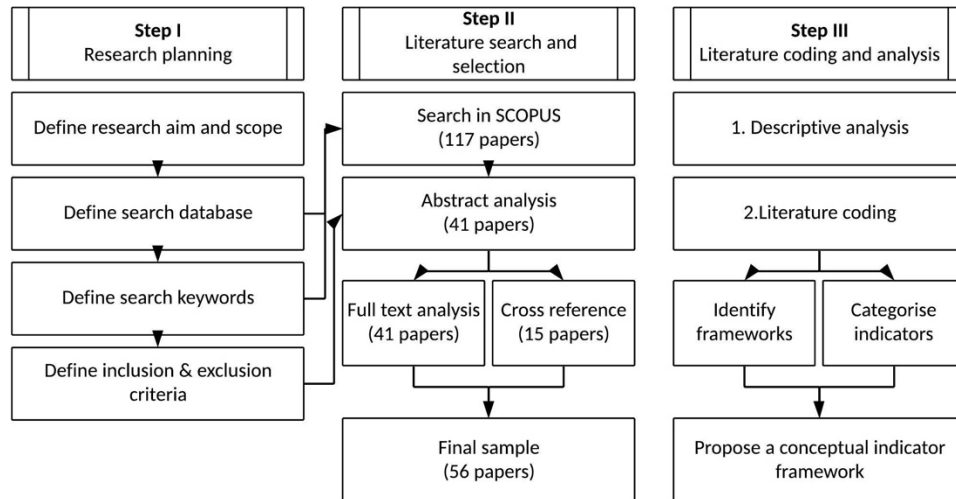 Step I
Research planning
Define research aim and scope
Define search database
Define search keywords
Define inclusion & exclusion
criteria
Step II
Literature search and
selection
Search in SCOPUS
(117 papers)
Abstract analysis
(41 papers)
Full text analysis
(41 papers)
Cross reference
(15 papers)
Final sample
(56 papers)
Step III
Literature coding and analysis
1. Descriptive analysis
2.Literature coding
Identify
frameworks
Categorise
indicators
Propose a conceptual indicator
framework